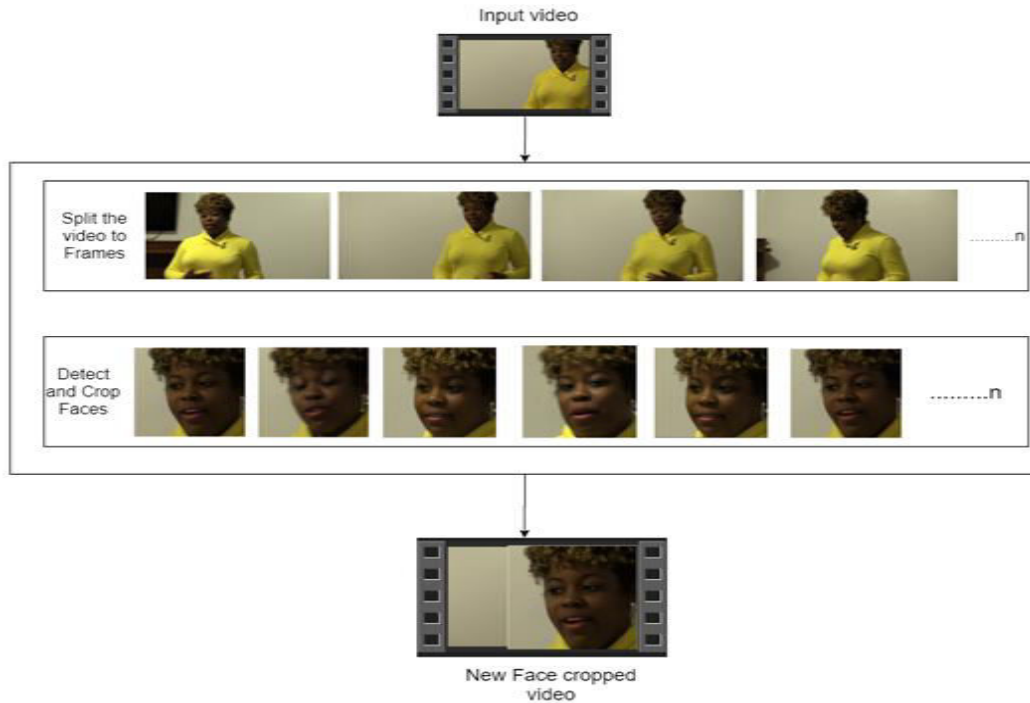 Input video
Split the
video to
Frames
..........n
Detect
and Crop
Faces
..........n
New Face cropped
video